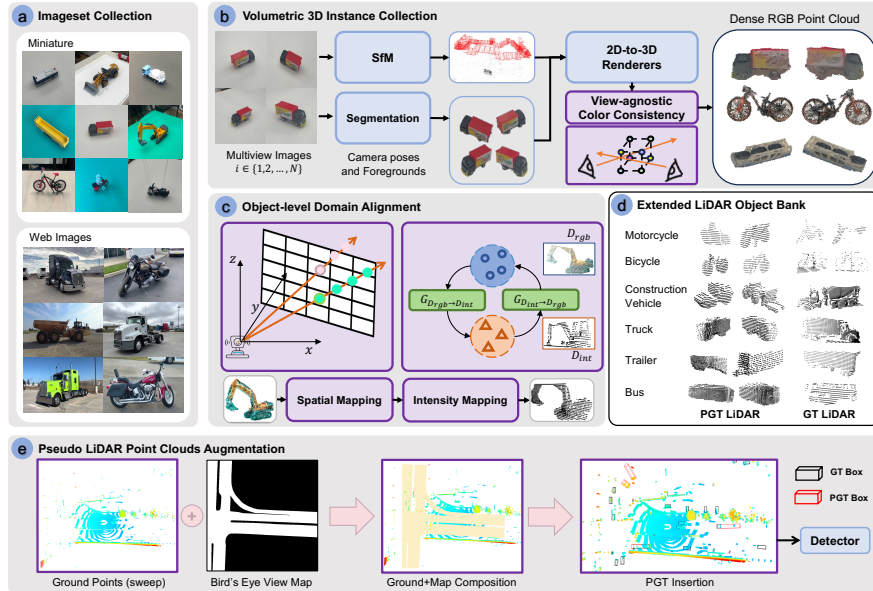 a Imageset Collection
Miniature
Web Images
b Volumetric 3D Instance Collection
SfM
Segmentation
Multiview Images
i ∈ {1,2, … , N}
Camera poses
and Foregrounds
2D-to-3D
Renderers
View-agnostic
Color Consistency
Dense RGB Point Cloud
c Object-level Domain Alignment
z
y
x
D_rgb
G_{D_rgb→D_int}
G_{D_int→D_rgb}
D_int
Spatial Mapping
Intensity Mapping
d Extended LiDAR Object Bank
Motorcycle
Bicycle
Construction
Vehicle
Truck
Trailer
Bus
PGT LiDAR
GT LiDAR
e Pseudo LiDAR Point Clouds Augmentation
Ground Points (sweep)
+
Bird's Eye View Map
Ground+Map Composition
PGT Insertion
GT Box
PGT Box
Detector